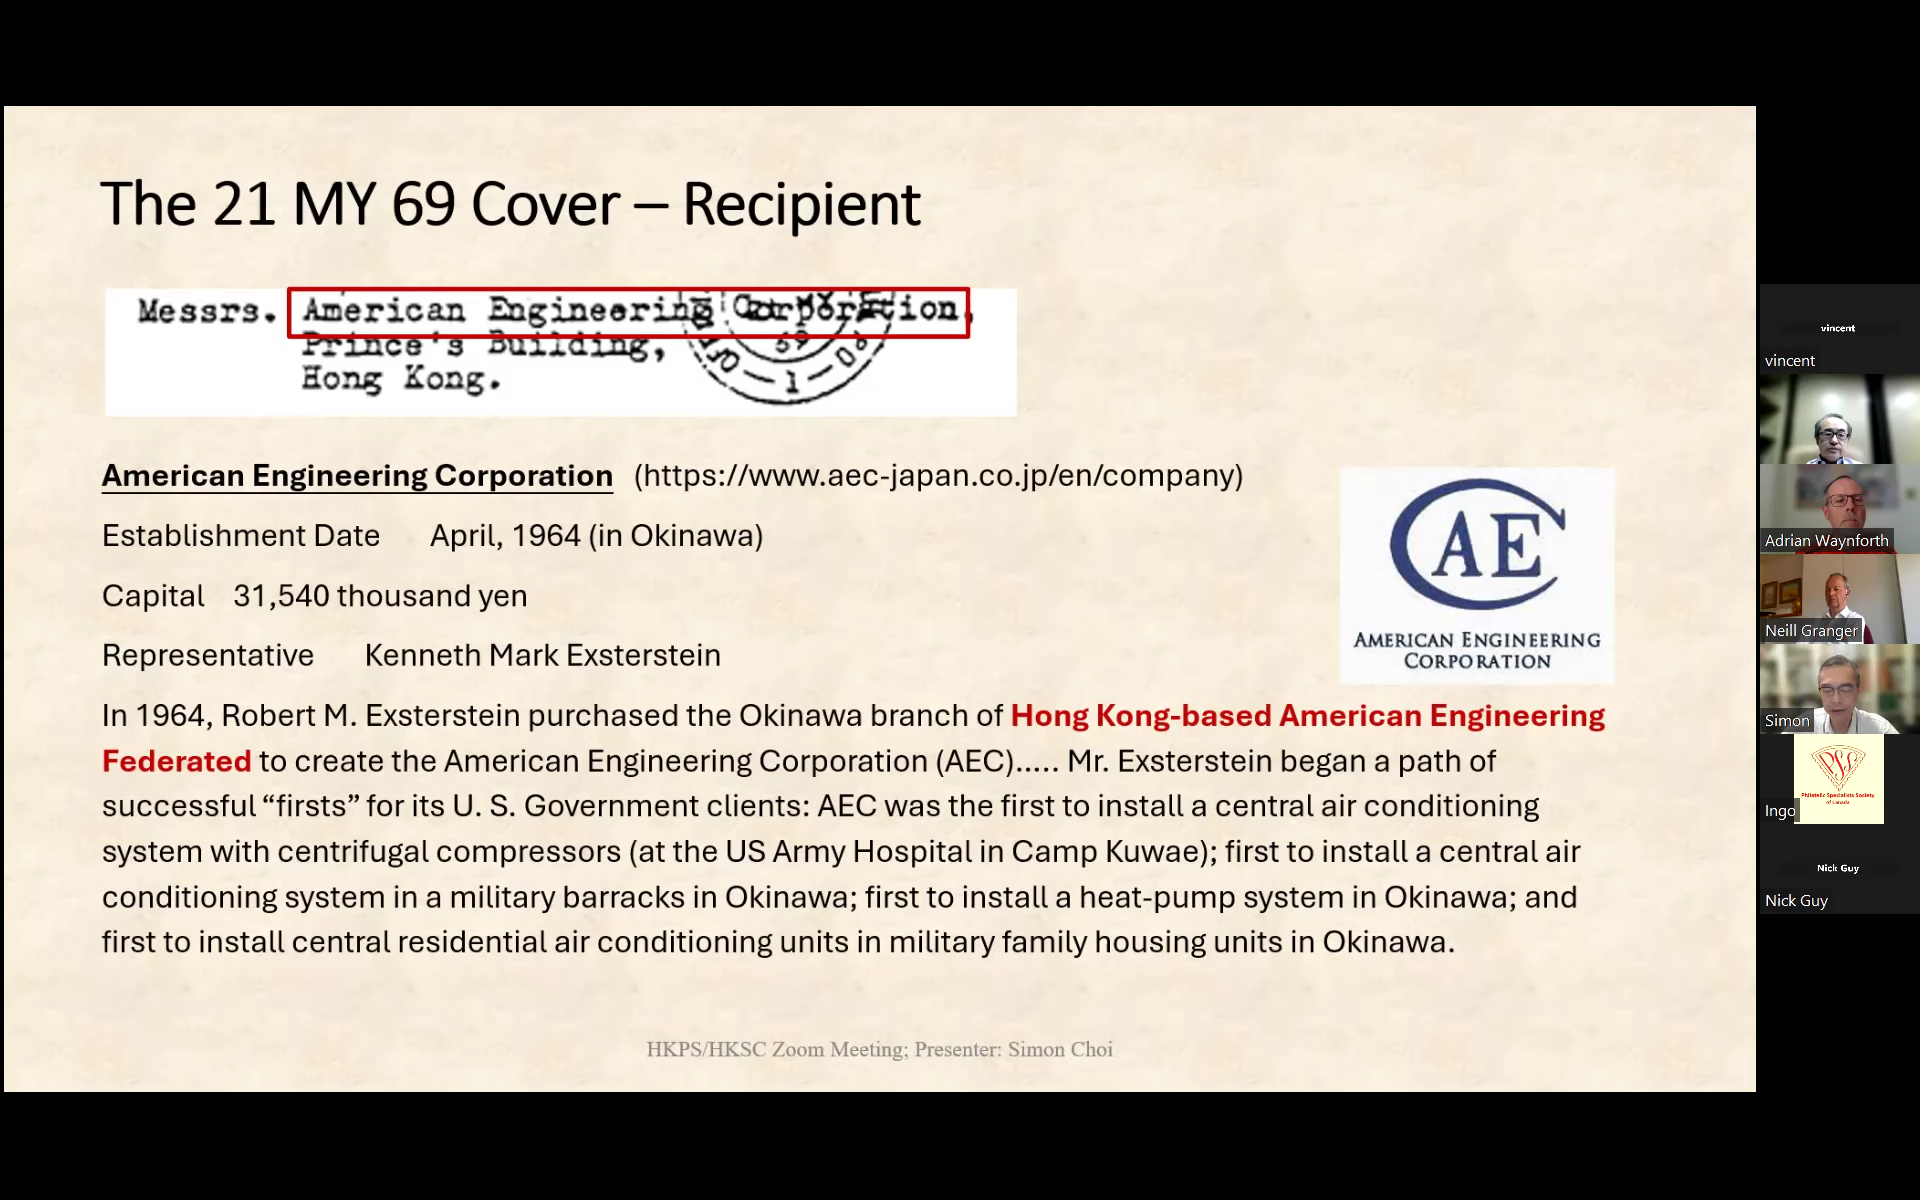 The 21 MY 69 Cover – Recipient
Messrs. American Engineering Corporation,
Prince's Building,
Hong Kong.
69
1
American Engineering Corporation (https://www.aec-japan.co.jp/en/company)
Establishment Date April, 1964 (in Okinawa)
Capital 31,540 thousand yen
Representative Kenneth Mark Exsterstein
AE
AMERICAN ENGINEERING
CORPORATION
In 1964, Robert M. Exsterstein purchased the Okinawa branch of Hong Kong-based American Engineering
Federated to create the American Engineering Corporation (AEC)..... Mr. Exsterstein began a path of
successful “firsts” for its U. S. Government clients: AEC was the first to install a central air conditioning
system with centrifugal compressors (at the US Army Hospital in Camp Kuwae); first to install a central air
conditioning system in a military barracks in Okinawa; first to install a heat-pump system in Okinawa; and
first to install central residential air conditioning units in military family housing units in Okinawa.
HKPS/HKSC Zoom Meeting; Presenter: Simon Choi
vincent
vincent
Adrian Waynforth
Neill Granger
Simon
PSS
Philatelic Specialists Society
of Canada
Ingo
Nick Guy
Nick Guy